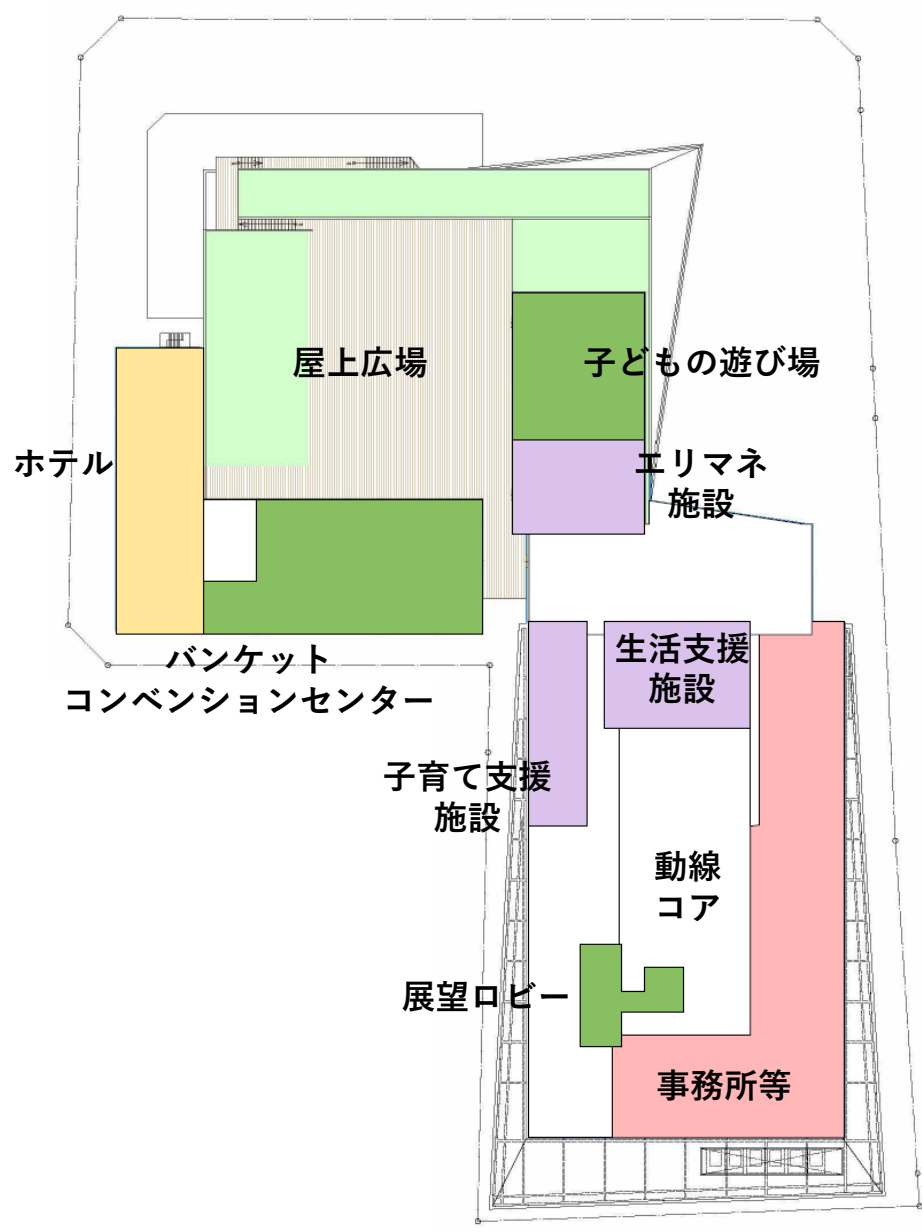 屋上広場
子どもの遊び場
ホテル
エリマネ
施設
バンケット
コンベンションセンター
生活支援
施設
子育て支援
施設
動線
コア
展望ロビー
事務所等